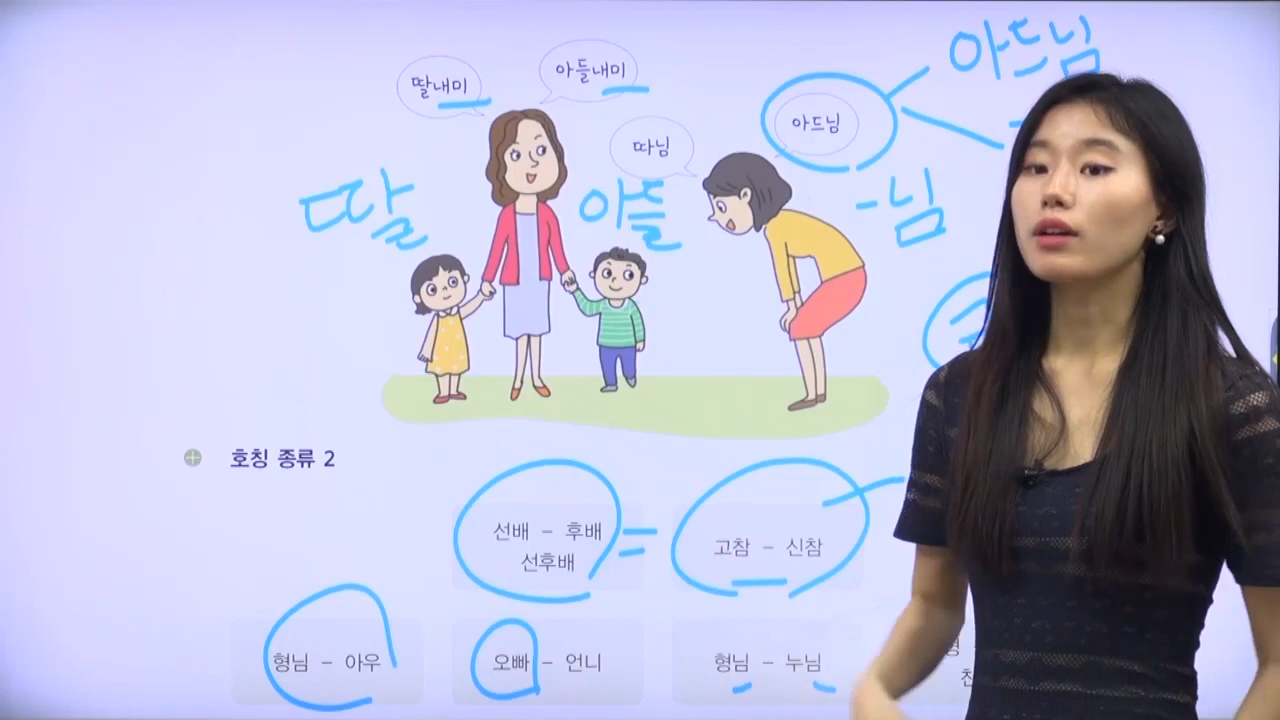 아드님
아들내미
딸내미
아드님
따님
딸
아들
-님
호칭 종류 2
선배 - 후배
선후배
=
고참 - 신참
형님 - 아우
오빠 - 언니
형님 - 누님